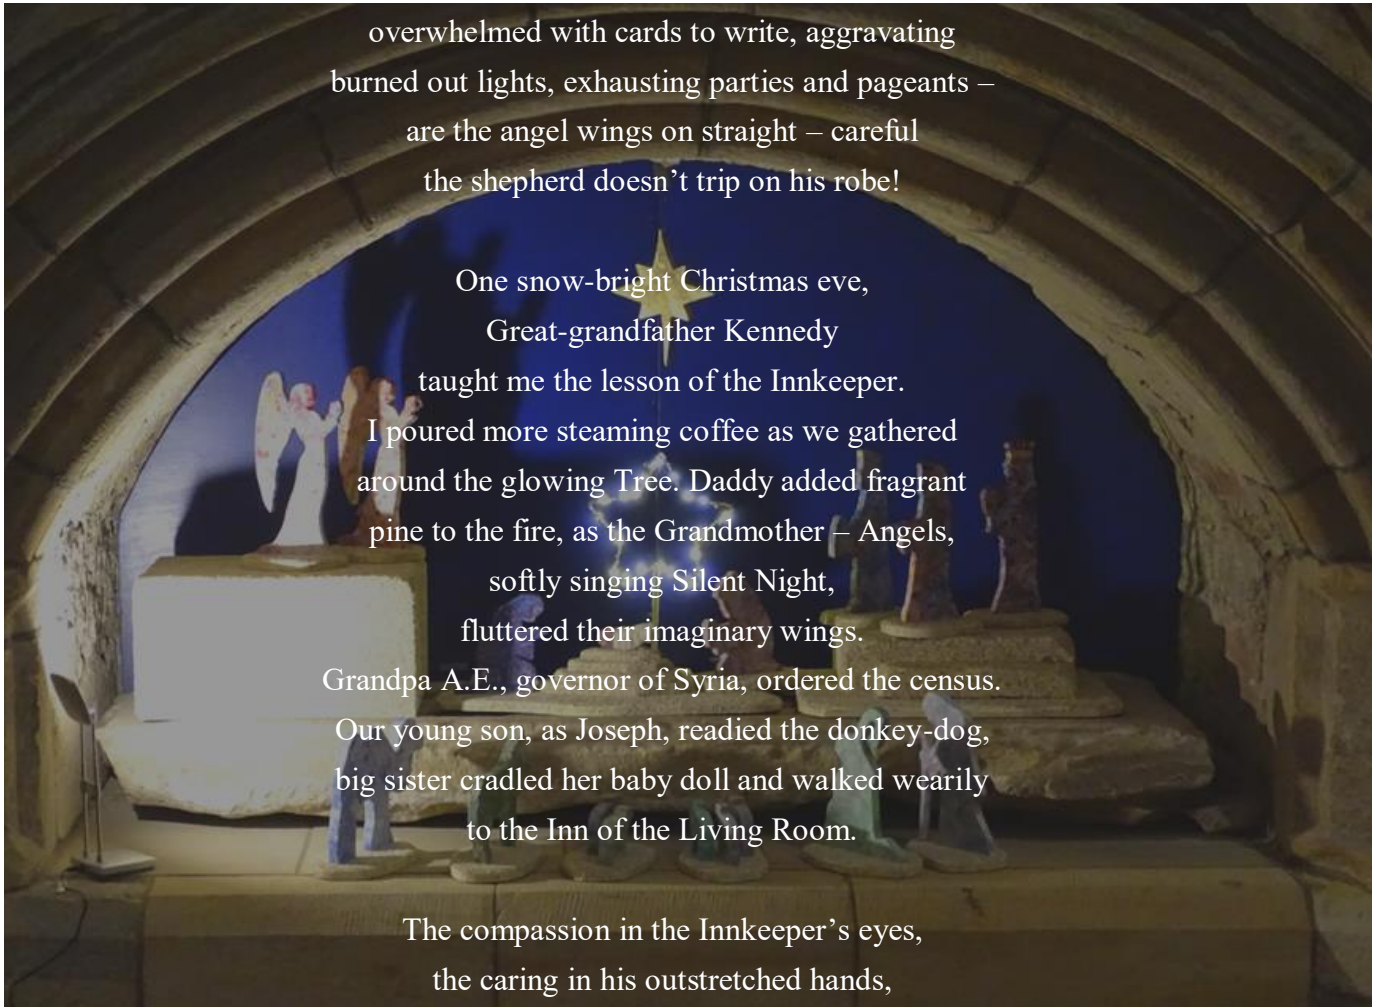 overwhelmed with cards to write, aggravating
burned out lights, exhausting parties and pageants –
are the angel wings on straight – careful
the shepherd doesn’t trip on his robe!
One snow-bright Christmas eve,
Great-grandfather Kennedy
taught me the lesson of the Innkeeper.
I poured more steaming coffee as we gathered
around the glowing Tree. Daddy added fragrant
pine to the fire, as the Grandmother – Angels,
softly singing Silent Night,
fluttered their imaginary wings.
Grandpa A.E., governor of Syria, ordered the census.
Our young son, as Joseph, readied the donkey-dog,
big sister cradled her baby doll and walked wearily
to the Inn of the Living Room.
The compassion in the Innkeeper’s eyes,
the caring in his outstretched hands,